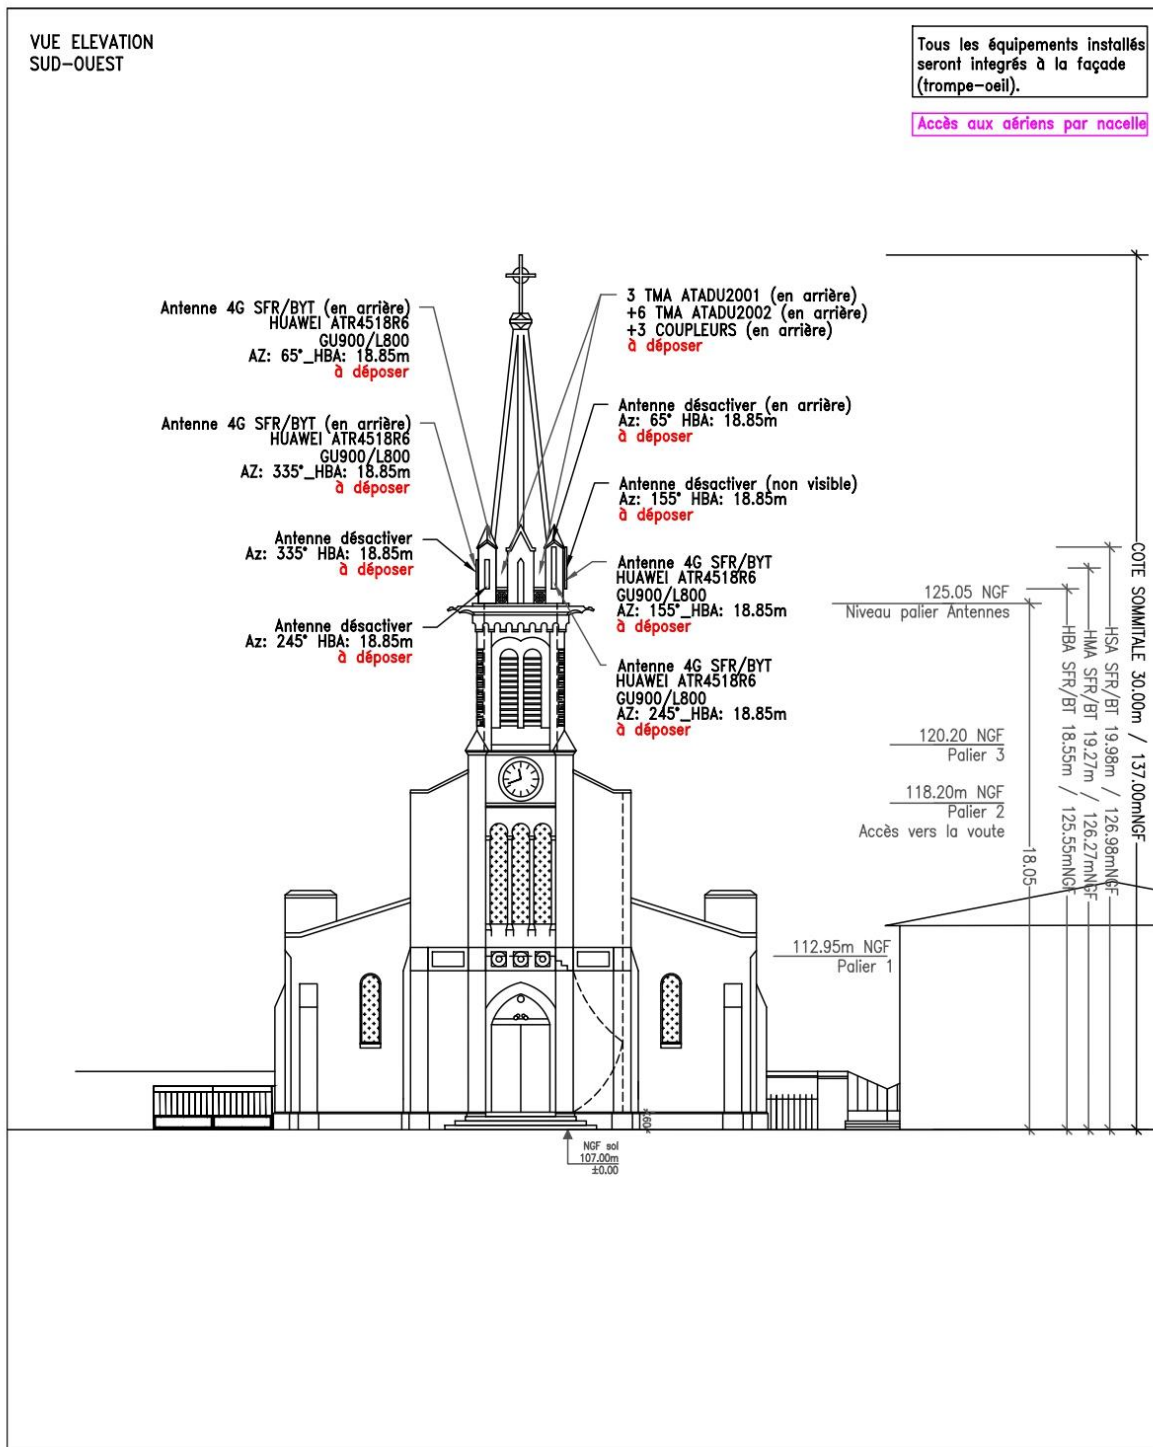 VUE ELEVATION
SUD-OUEST
Tous les équipements installés
seront integrés à la façade
(trompe-oeil).
Accès aux aériens par nacelle
Antenne 4G SFR/BYT (en arrière)
HUAWEI ATR4518R6
GU900/L800
AZ: 65°_HBA: 18.85m
à déposer
Antenne 4G SFR/BYT (en arrière)
HUAWEI ATR4518R6
GU900/L800
AZ: 335°_HBA: 18.85m
à déposer
Antenne désactiver
Az: 335° HBA: 18.85m
à déposer
Antenne désactiver
Az: 245° HBA: 18.85m
à déposer
3 TMA ATADU2001 (en arrière)
+6 TMA ATADU2002 (en arrière)
+3 COUPLEURS (en arrière)
à déposer
Antenne désactiver (en arrière)
Az: 65° HBA: 18.85m
à déposer
Antenne désactiver (non visible)
Az: 155° HBA: 18.85m
à déposer
Antenne 4G SFR/BYT
HUAWEI ATR4518R6
GU900/L800
AZ: 155°_HBA: 18.85m
à déposer
Antenne 4G SFR/BYT
HUAWEI ATR4518R6
GU900/L800
AZ: 245°_HBA: 18.85m
à déposer
125.05 NGF
Niveau palier Antennes
120.20 NGF
Palier 3
118.20m NGF
Palier 2
Accès vers la voute
112.95m NGF
Palier 1
18.05
HBA SFR/BT 18.55m / 125.55mNGF
HMA SFR/BT 19.27m / 126.27mNGF
HSA SFR/BT 19.98m / 126.98mNGF
COTE SOMMITALE 30.00m / 137.00mNGF
NGF sol
107.00m
±0.00